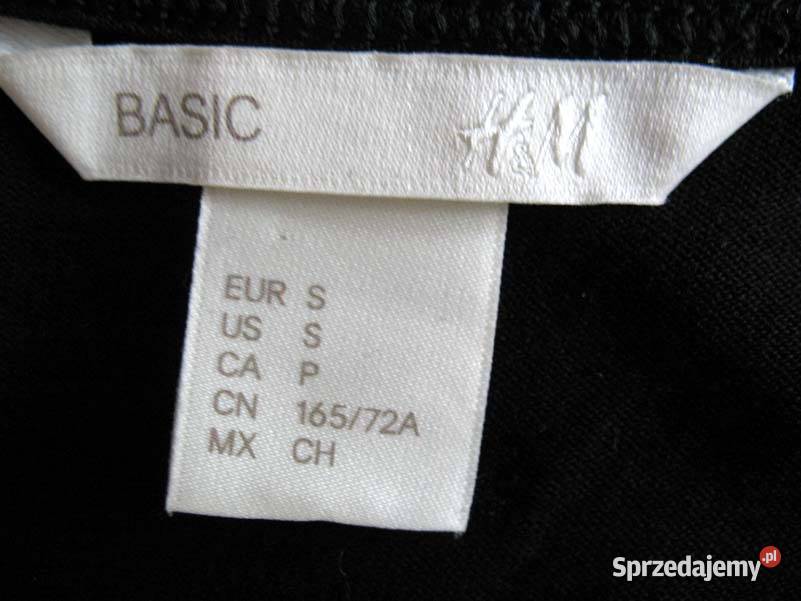 BASIC H&M
EUR S
US S
CA P
CN 165/72A
MX CH
Sprzedajemy.pl